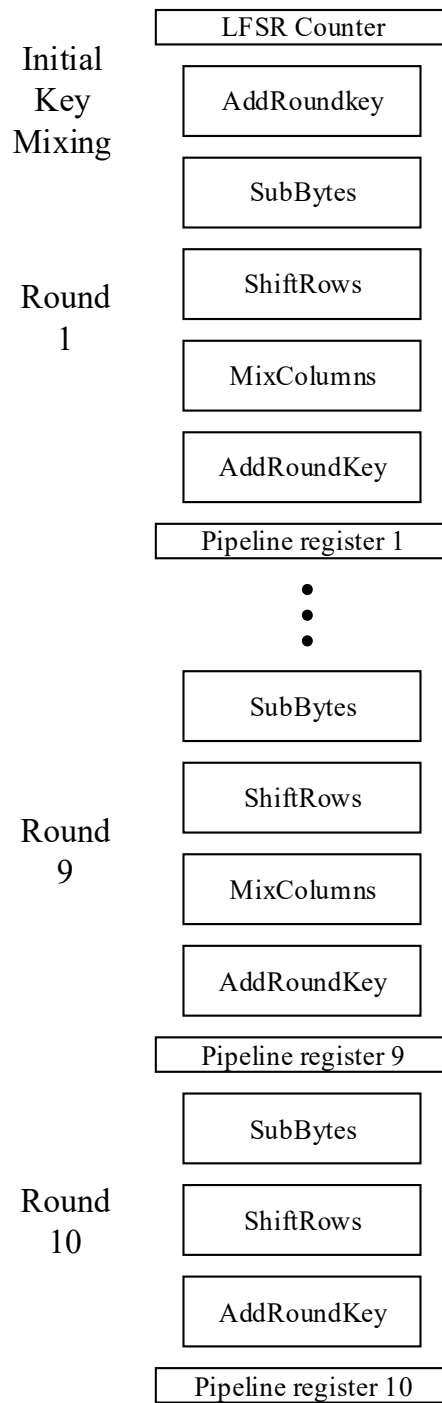 LFSR Counter
Initial
Key
Mixing
AddRoundkey
SubBytes
Round
1
ShiftRows
MixColumns
AddRoundKey
Pipeline register 1
SubBytes
ShiftRows
Round
9
MixColumns
AddRoundKey
Pipeline register 9
SubBytes
Round
10
ShiftRows
AddRoundKey
Pipeline register 10